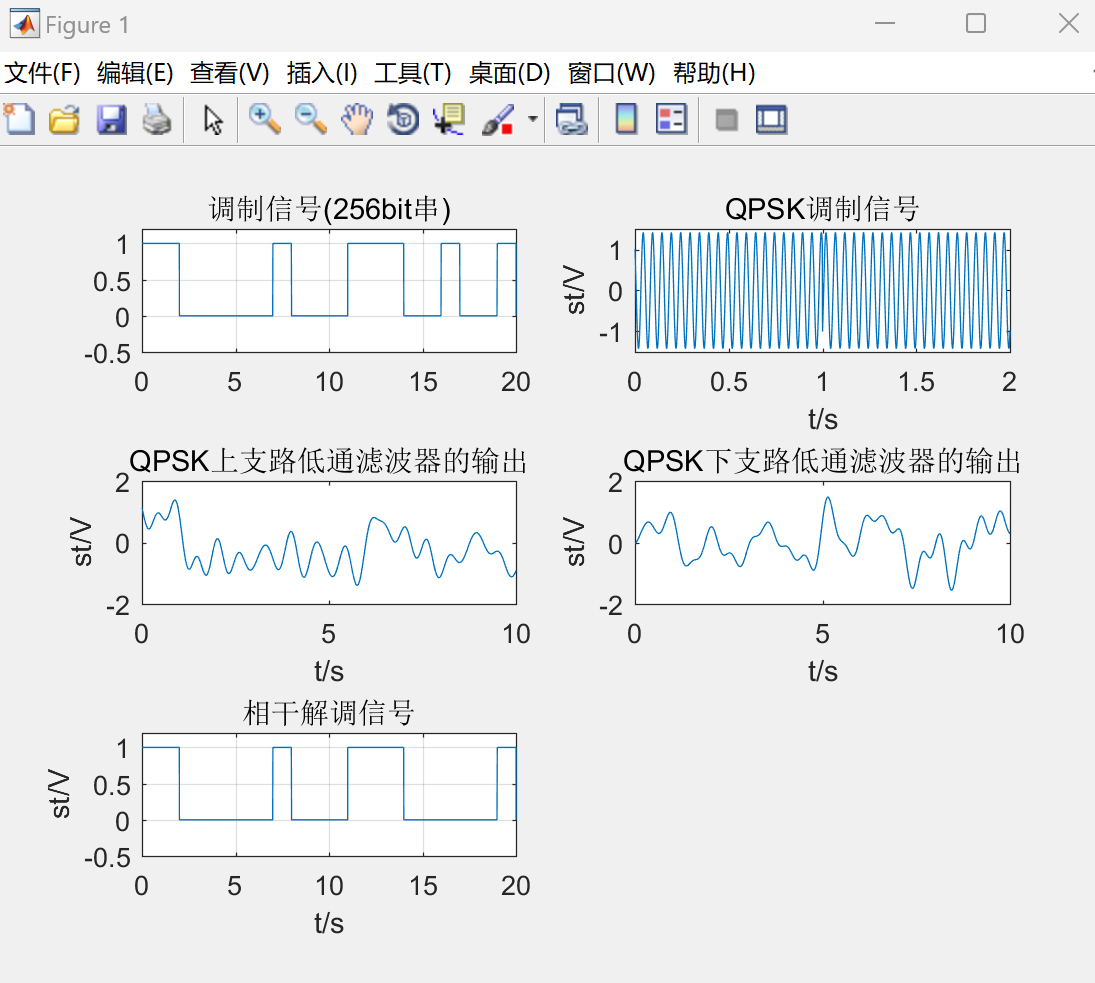 Figure 1
文件(F) 编辑(E) 查看(V) 插入(I) 工具(T) 桌面(D) 窗口(W) 帮助(H)
调制信号(256bit串)
1
0.5
0
-0.5
0 5 10 15 20
QPSK调制信号
st/V
1
0
-1
0 0.5 1 1.5 2
t/s
QPSK上支路低通滤波器的输出
st/V
2
0
-2
0 5 10
t/s
QPSK下支路低通滤波器的输出
st/V
2
0
-2
0 5 10
t/s
相干解调信号
st/V
1
0.5
0
-0.5
0 5 10 15 20
t/s